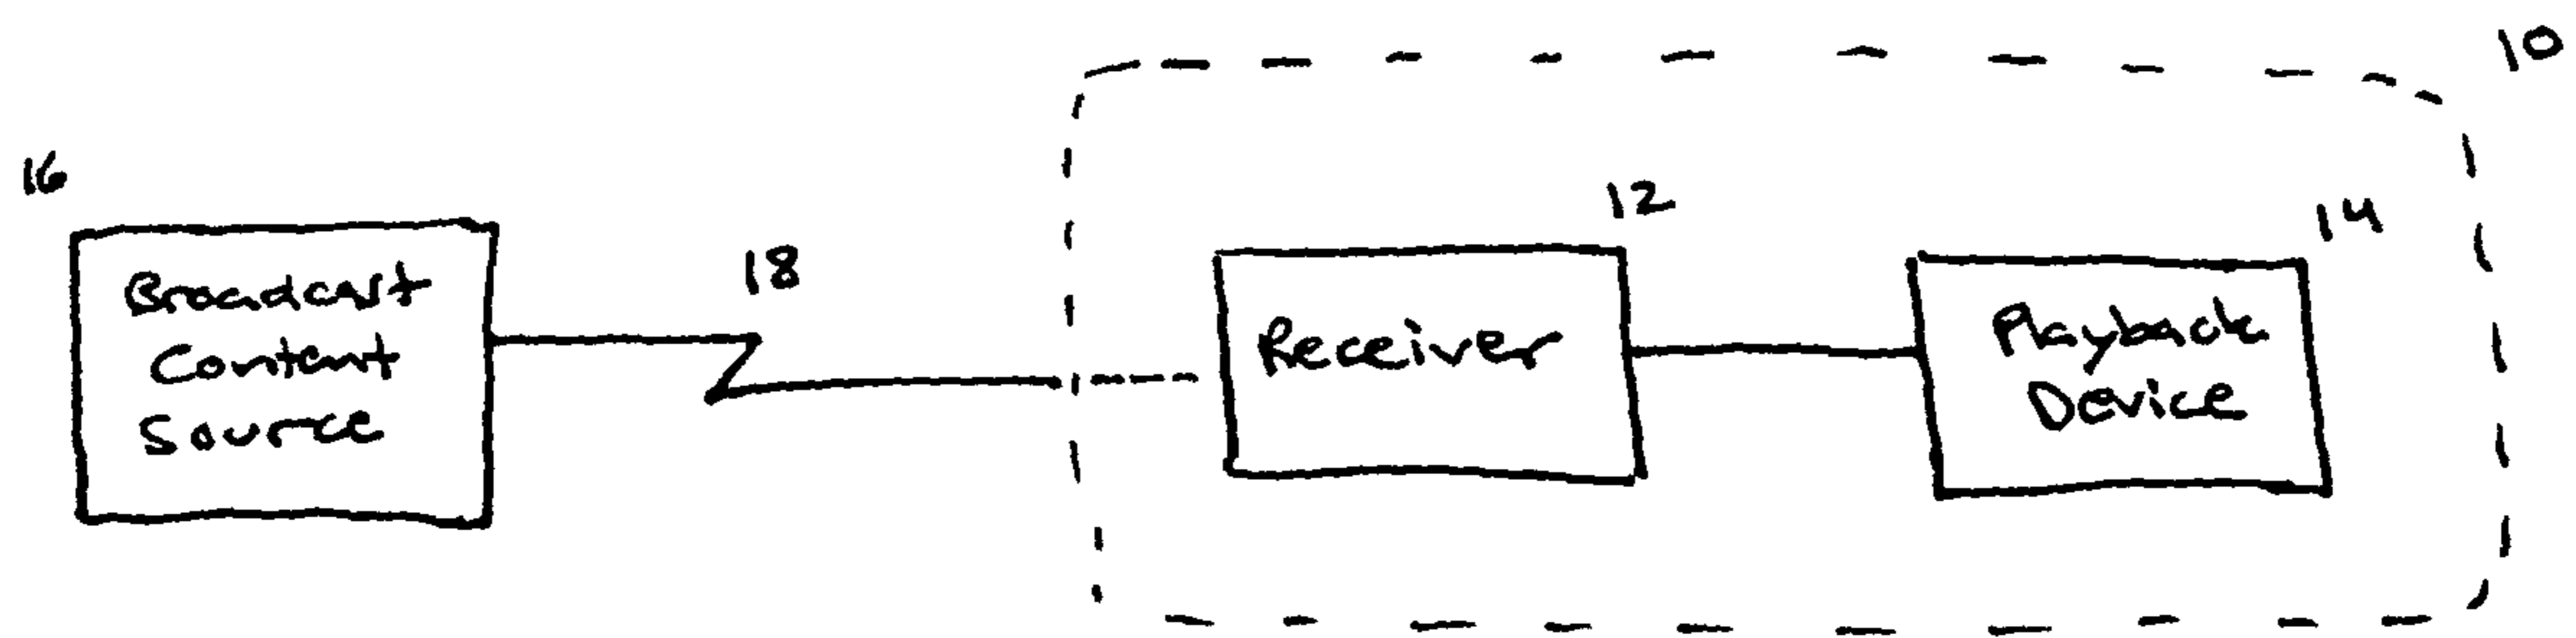 10
16
12
14
18
Broadcast
Content
Source
Receiver
Playback
Device